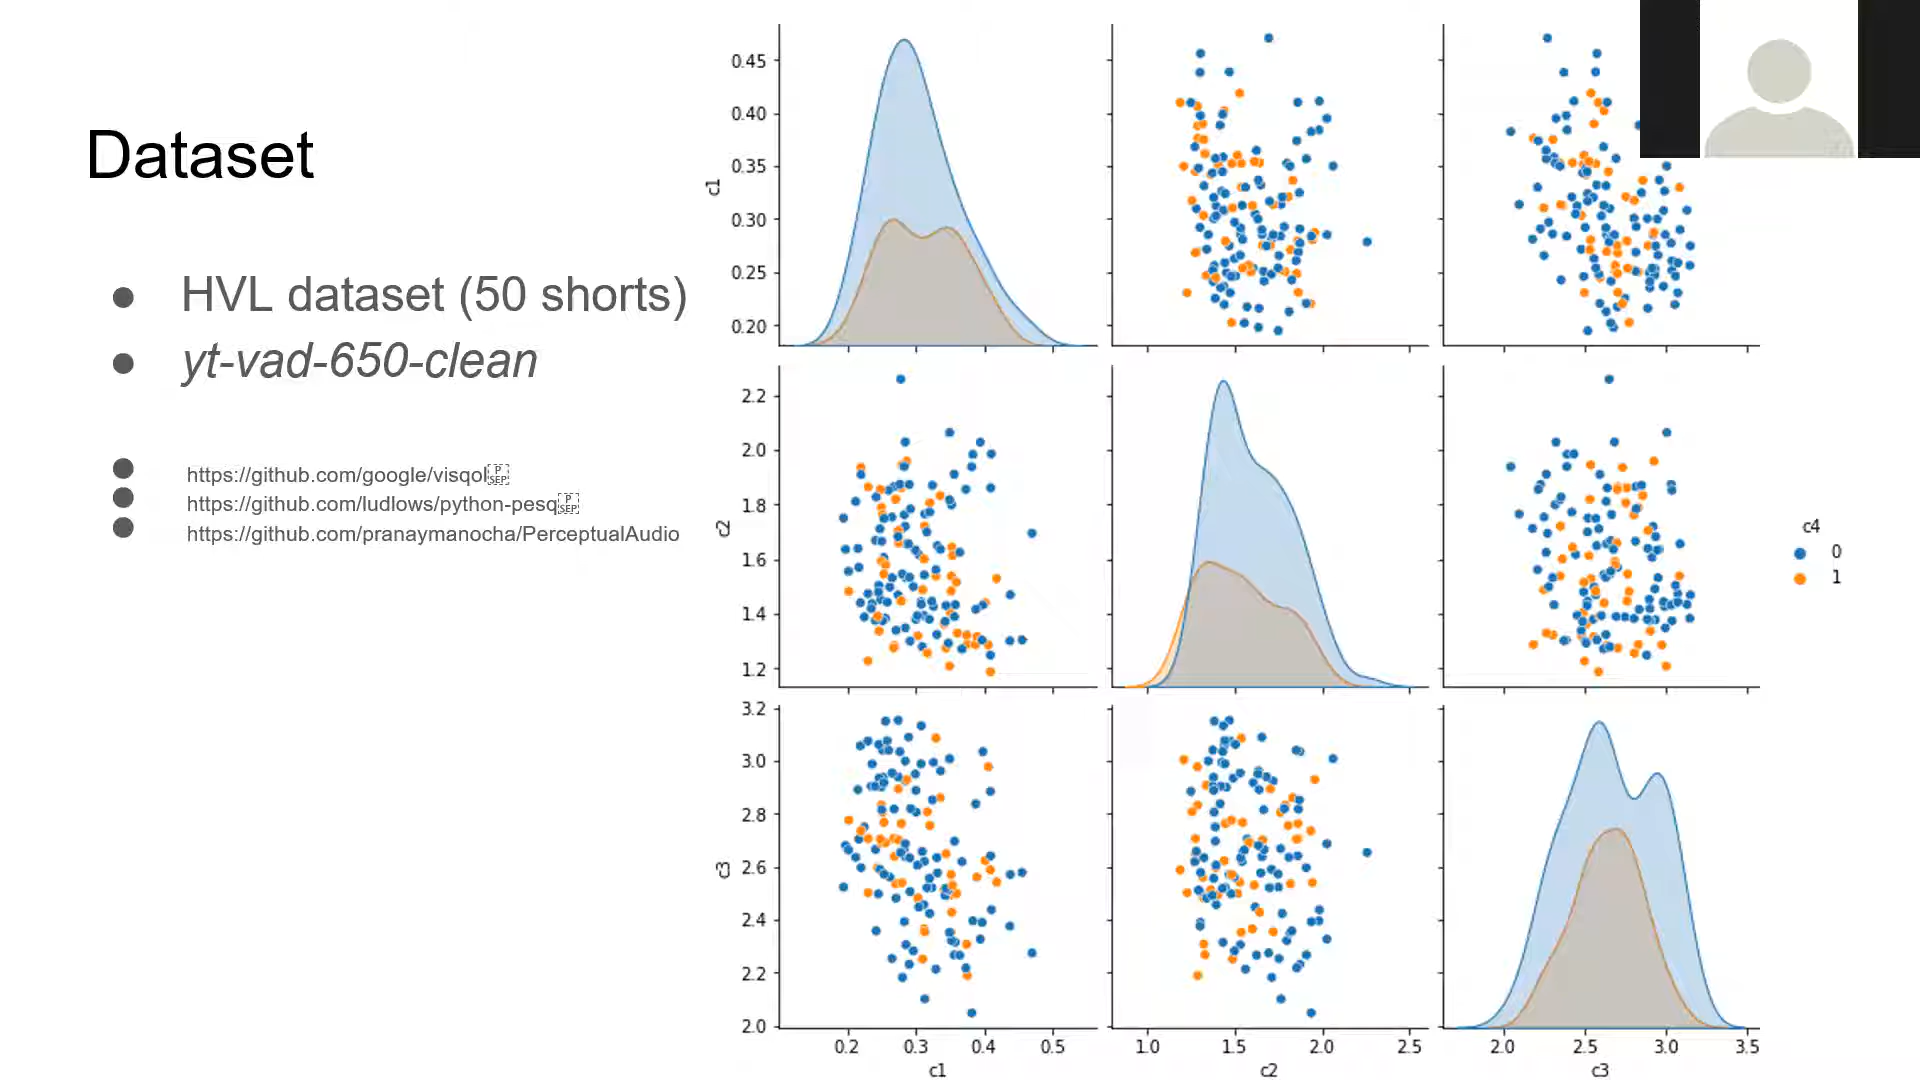 Dataset
HVL dataset (50 shorts)
yt-vad-650-clean
https://github.com/google/visqol
https://github.com/ludlows/python-pesq
https://github.com/pranaymanocha/PerceptualAudio
c1
0.45
0.40
0.35
0.30
0.25
0.20
c2
2.2
2.0
1.8
1.6
1.4
1.2
c3
3.2
3.0
2.8
2.6
2.4
2.2
2.0
0.2 0.3 0.4 0.5
c1
1.0 1.5 2.0 2.5
c2
2.0 2.5 3.0 3.5
c3
c4
0
1